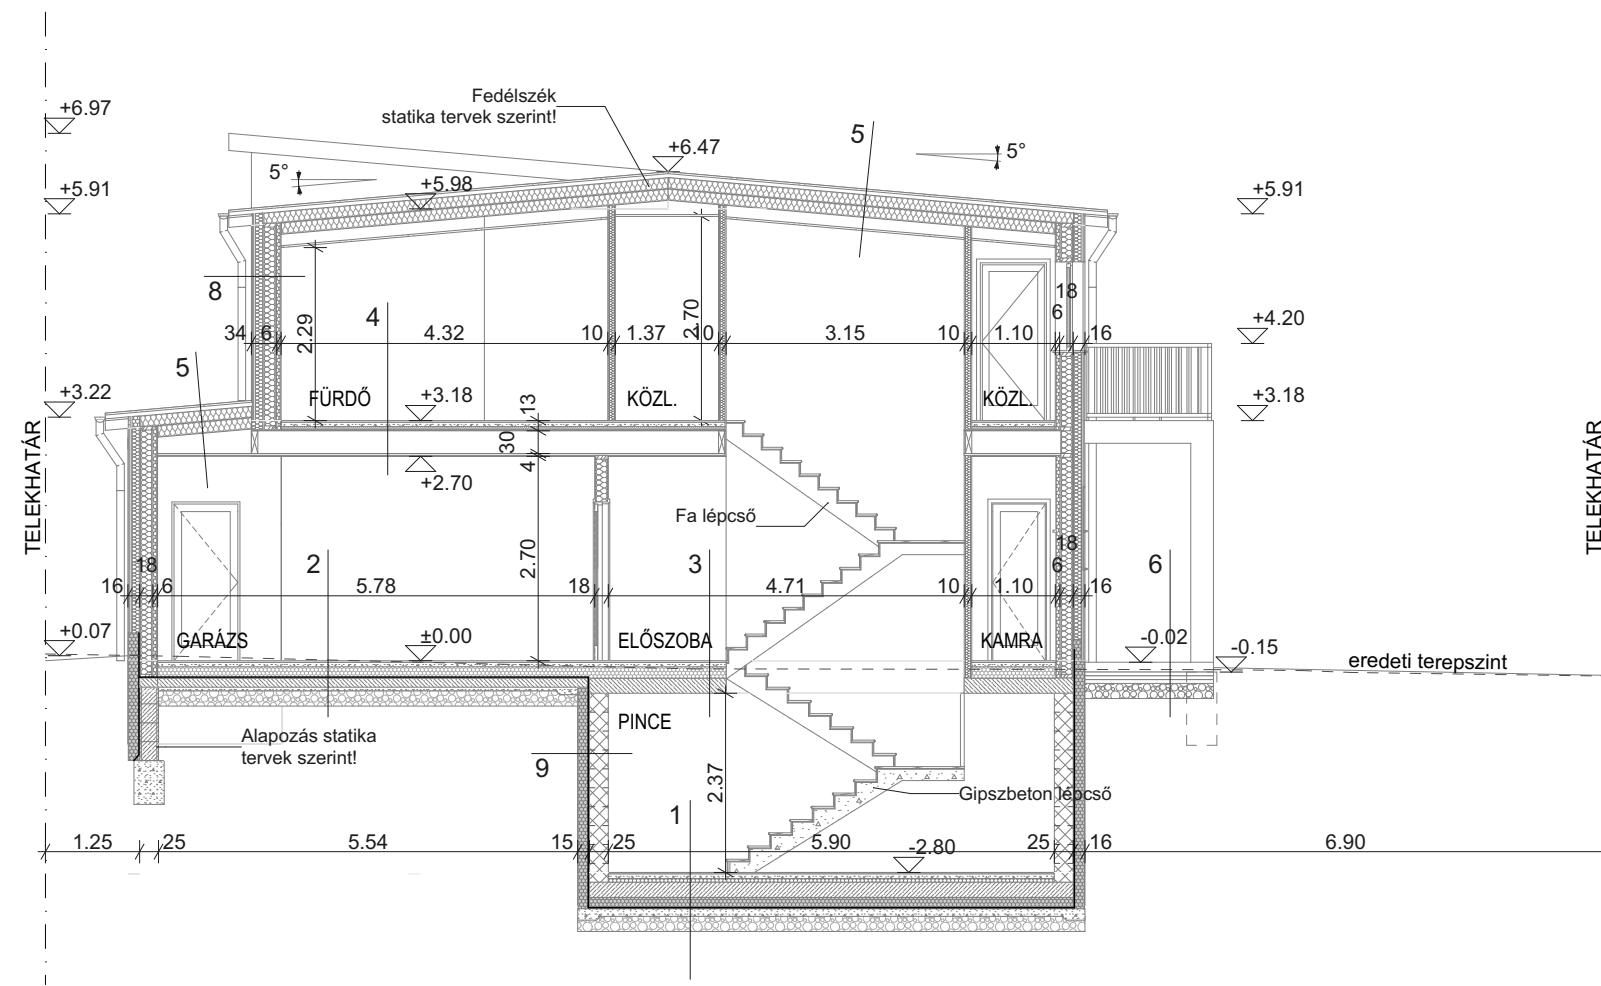 Fedélszék
statika tervek szerint!
+6.97
+6.47
5
5°
5°
+5.98
+5.91
+5.91
8
4
2.29
2.70
18
6
34 6 4.32 10 1.37 10 3.15 10 1.10 16
+4.20
5
+3.22
FÜRDŐ
+3.18
13
KÖZL.
KÖZL.
+3.18
30
4
+2.70
TELEKHATÁR
TELEKHATÁR
Fa lépcső
2
2.70
3
18
6
6
16 18 6 5.78 18 4.71 10 1.10 16
+0.07
GARÁZS
±0.00
ELŐSZOBA
KAMRA
-0.02
-0.15
eredeti terepszint
PINCE
Alapozás statika
tervek szerint!
9
2.37
Gipszbeton lépcső
1
1.25 25 5.54 15 25 5.90 25 16 6.90
-2.80